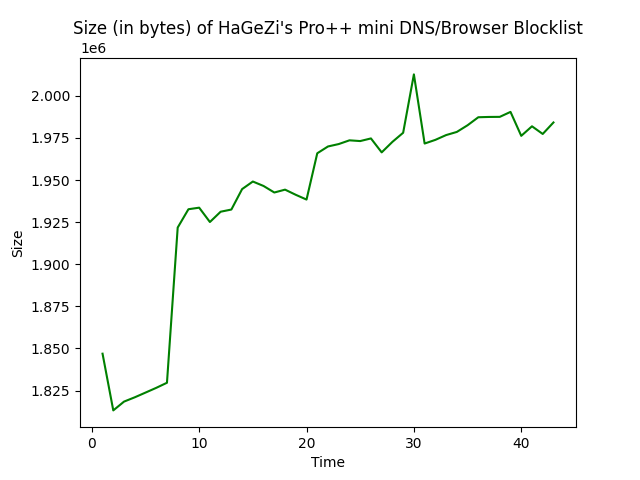 Size (in bytes) of HaGeZi's Pro++ mini DNS/Browser Blocklist
1e6
2.000
1.975
1.950
1.925
1.900
1.875
1.850
1.825
Size
0 10 20 30 40
Time